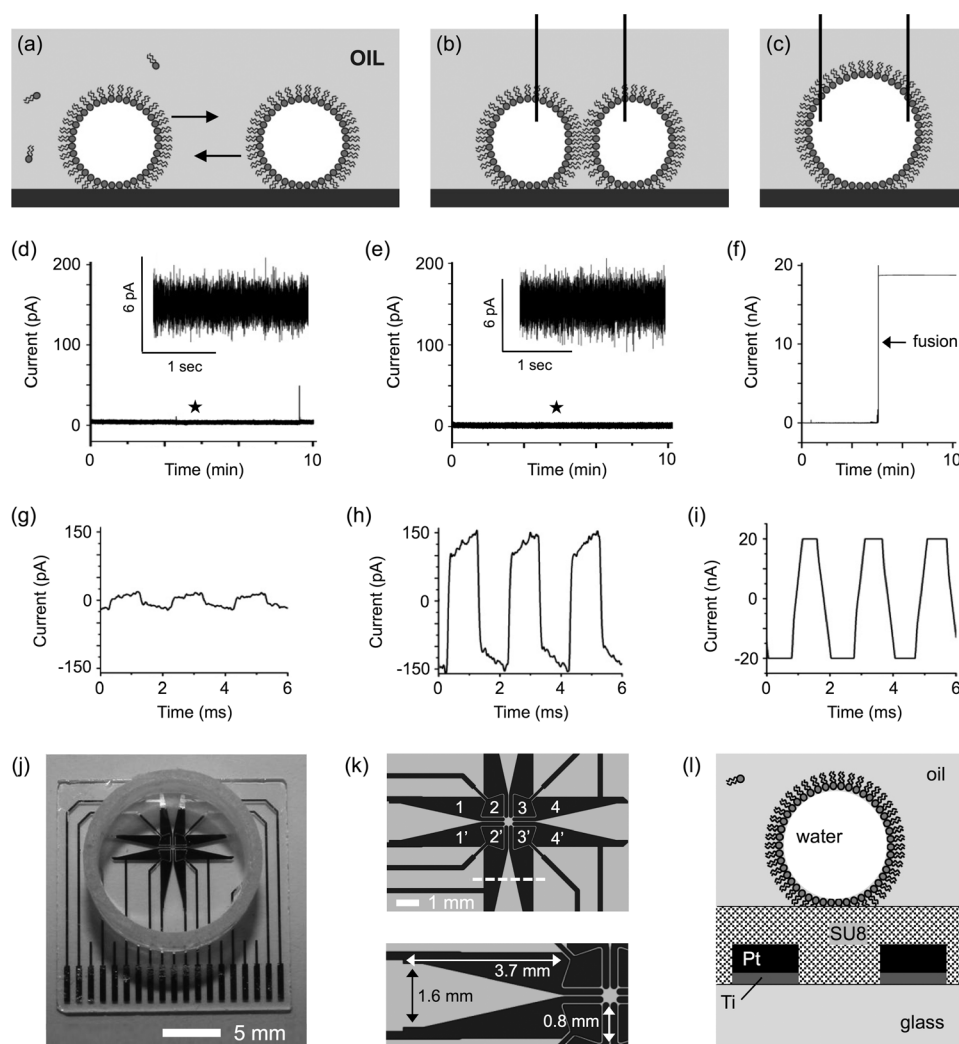 (a)
OIL
(b)
(c)
(d)
200
100
0
Current (pA)
6 pA
1 sec
★
0
10
Time (min)
(e)
200
100
0
Current (pA)
6 pA
1 sec
★
0
10
Time (min)
(f)
20
0
Current (nA)
fusion
0
10
Time (min)
(g)
150
0
-150
Current (pA)
0 2 4 6
Time (ms)
(h)
150
0
-150
Current (pA)
0 2 4 6
Time (ms)
(i)
20
0
-20
Current (nA)
0 2 4 6
Time (ms)
(j)
5 mm
(k)
1 2 3 4
1' 2' 3' 4'
1 mm
3.7 mm
1.6 mm
0.8 mm
(l)
oil
water
SU8
Pt
Ti
glass